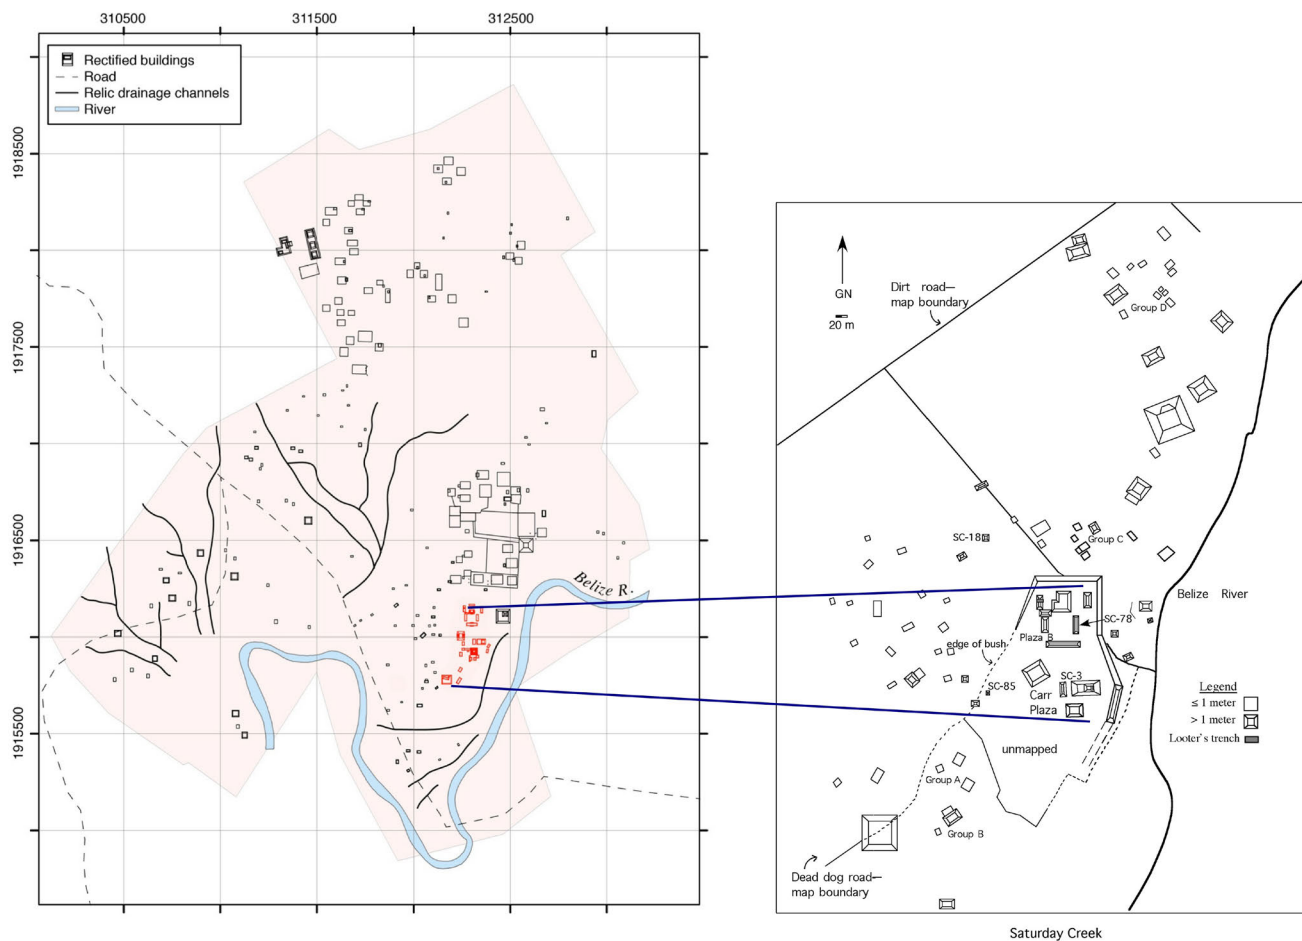 310500
311500
312500
Rectified buildings
Road
Relic drainage channels
River
1918500
1917500
1916500
1915500
Belize R.
GN
20 m
Dirt road—
map boundary
Group D
SC-18
Group C
Belize River
SC-78
Plaza B
edge of bush
SC-3
SC-85
Carr
Plaza
unmapped
Legend
≤ 1 meter
> 1 meter
Looter's trench
Group A
Group B
Dead dog road—
map boundary
Saturday Creek